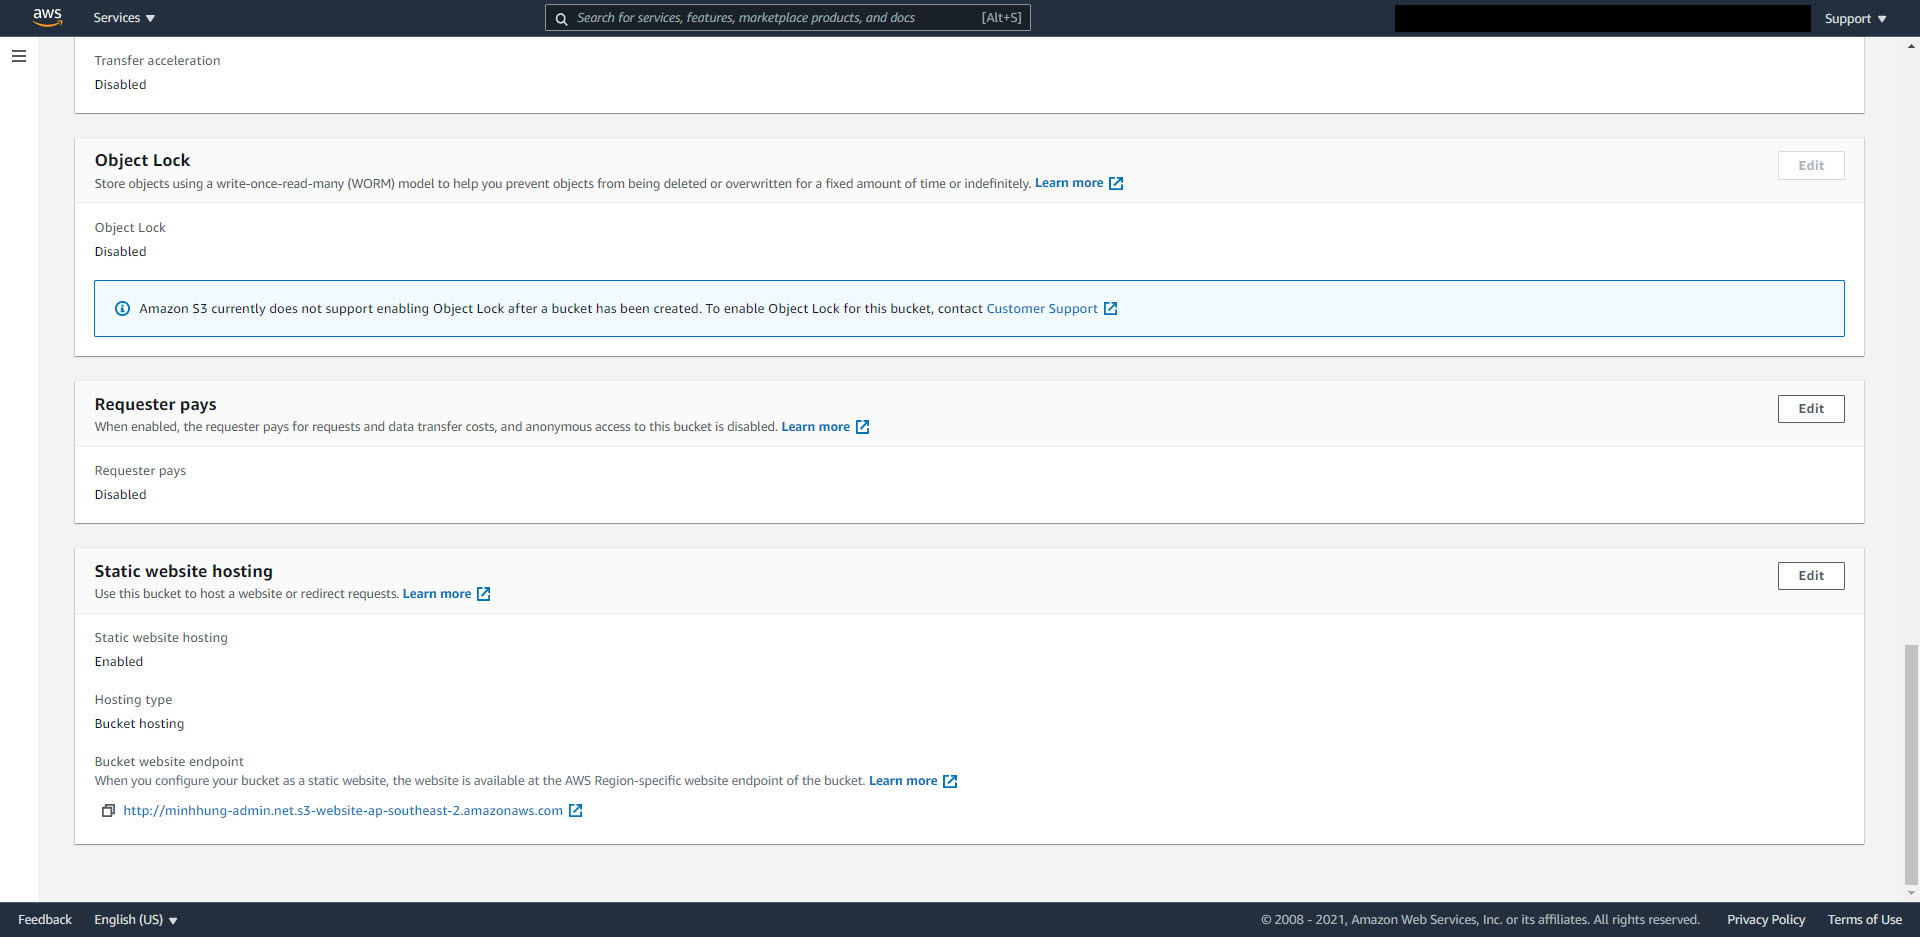 aws Services Search for services, features, marketplace products, and docs [Alt+S] Support
Transfer acceleration
Disabled
Object Lock
Edit
Store objects using a write-once-read-many (WORM) model to help you prevent objects from being deleted or overwritten for a fixed amount of time or indefinitely. Learn more
Object Lock
Disabled
Amazon S3 currently does not support enabling Object Lock after a bucket has been created. To enable Object Lock for this bucket, contact Customer Support
Requester pays
Edit
When enabled, the requester pays for requests and data transfer costs, and anonymous access to this bucket is disabled. Learn more
Requester pays
Disabled
Static website hosting
Edit
Use this bucket to host a website or redirect requests. Learn more
Static website hosting
Enabled
Hosting type
Bucket hosting
Bucket website endpoint
When you configure your bucket as a static website, the website is available at the AWS Region-specific website endpoint of the bucket. Learn more
http://minhhung-admin.net.s3-website-ap-southeast-2.amazonaws.com
Feedback English (US) © 2008 - 2021, Amazon Web Services, Inc. or its affiliates. All rights reserved. Privacy Policy Terms of Use